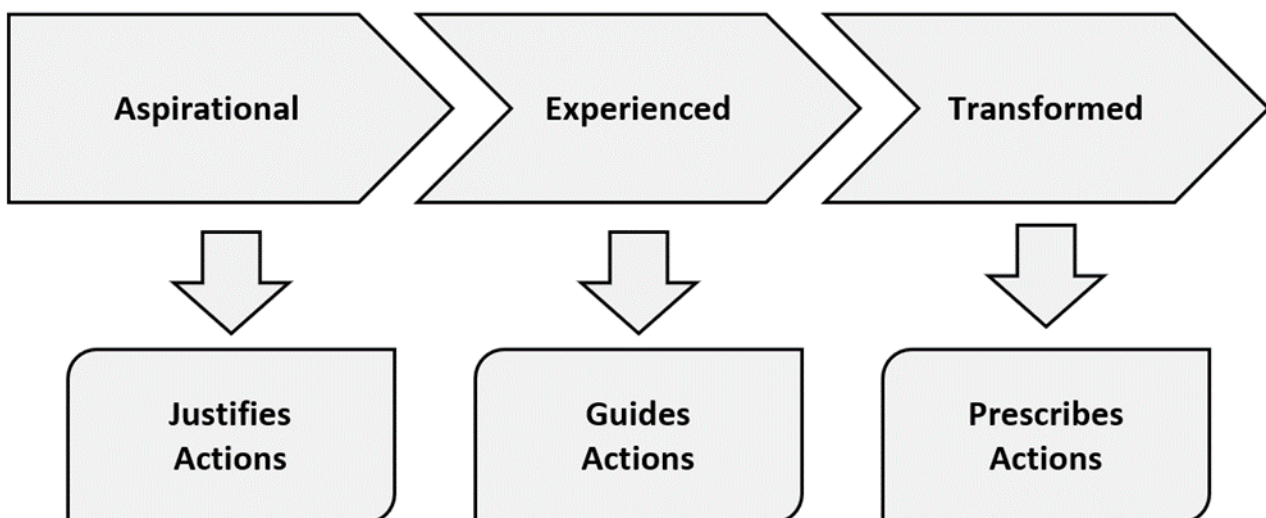 Aspirational
Experienced
Transformed
Justifies
Actions
Guides
Actions
Prescribes
Actions